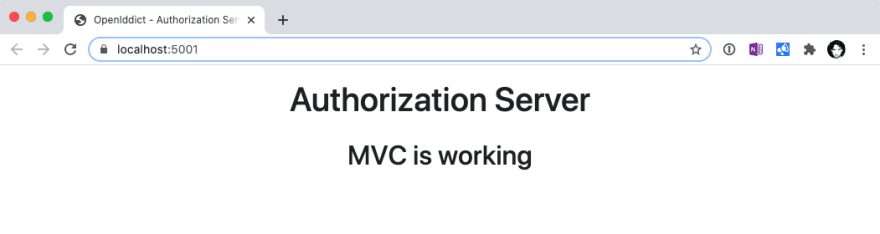 OpenIddict - Authorization Ser
localhost:5001
Authorization Server
MVC is working